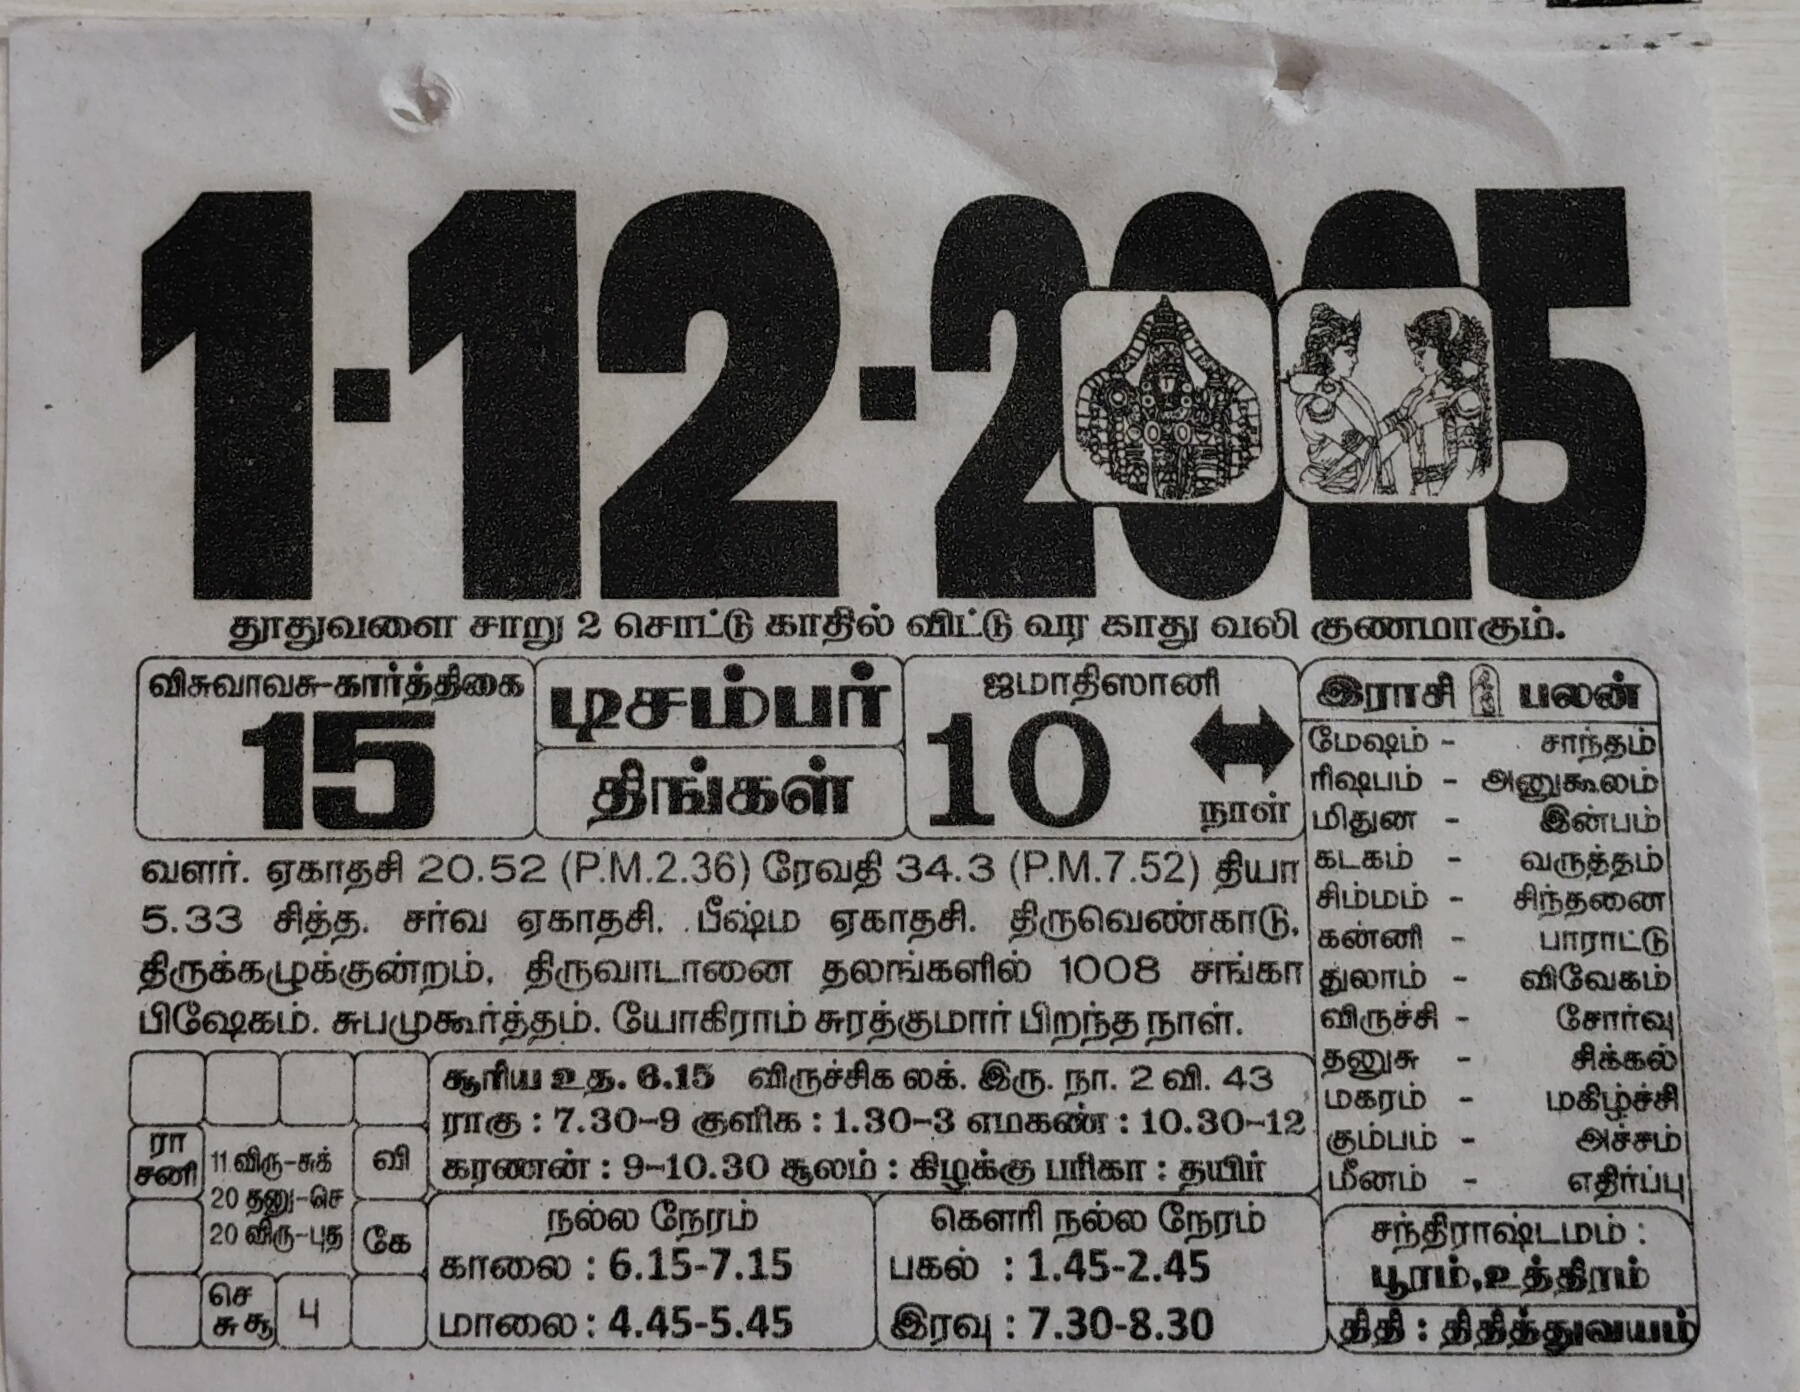 1-12-2025
தூதுவளை சாறு 2 சொட்டு காதில் விட்டு வர காது வலி குணமாகும்.
விசுவாவசு-கார்த்திகை
15
டிசம்பர்
திங்கள்
ஜமாதிஸானி
10
நாள்
வளர். ஏகாதசி 20.52 (P.M.2.36) ரேவதி 34.3 (P.M.7.52) தியா
5.33 சித்த. சர்வ ஏகாதசி. பீஷ்ம ஏகாதசி. திருவெண்காடு,
திருக்கழுக்குன்றம், திருவாடானை தலங்களில் 1008 சங்கா
பிஷேகம். சுபமுகூர்த்தம். யோகிராம் சுரத்குமார் பிறந்த நாள்.
இராசி பலன்
மேஷம் - சாந்தம்
ரிஷபம் - அனுகூலம்
மிதுன - இன்பம்
கடகம் - வருத்தம்
சிம்மம் - சிந்தனை
கன்னி - பாராட்டு
துலாம் - விவேகம்
விருச்சி - சோர்வு
தனுசு - சிக்கல்
மகரம் - மகிழ்ச்சி
கும்பம் - அச்சம்
மீனம் - எதிர்ப்பு
ரா
சனி
11 விரு-சுக்
20 தனு-செ
20 விரு-புத
வி
கே
செ
சு சூ
பு
சூரிய உத. 6.15 விருச்சிக லக். இரு. நா. 2 வி. 43
ராகு : 7.30-9 குளிக : 1.30-3 எமகண் : 10.30-12
கரணன் : 9-10.30 சூலம் : கிழக்கு பரிகா : தயிர்
நல்ல நேரம்
காலை : 6.15-7.15
மாலை : 4.45-5.45
கௌரி நல்ல நேரம்
பகல் : 1.45-2.45
இரவு : 7.30-8.30
சந்திராஷ்டமம் :
பூரம், உத்திரம்
திதி : திதித்துவயம்